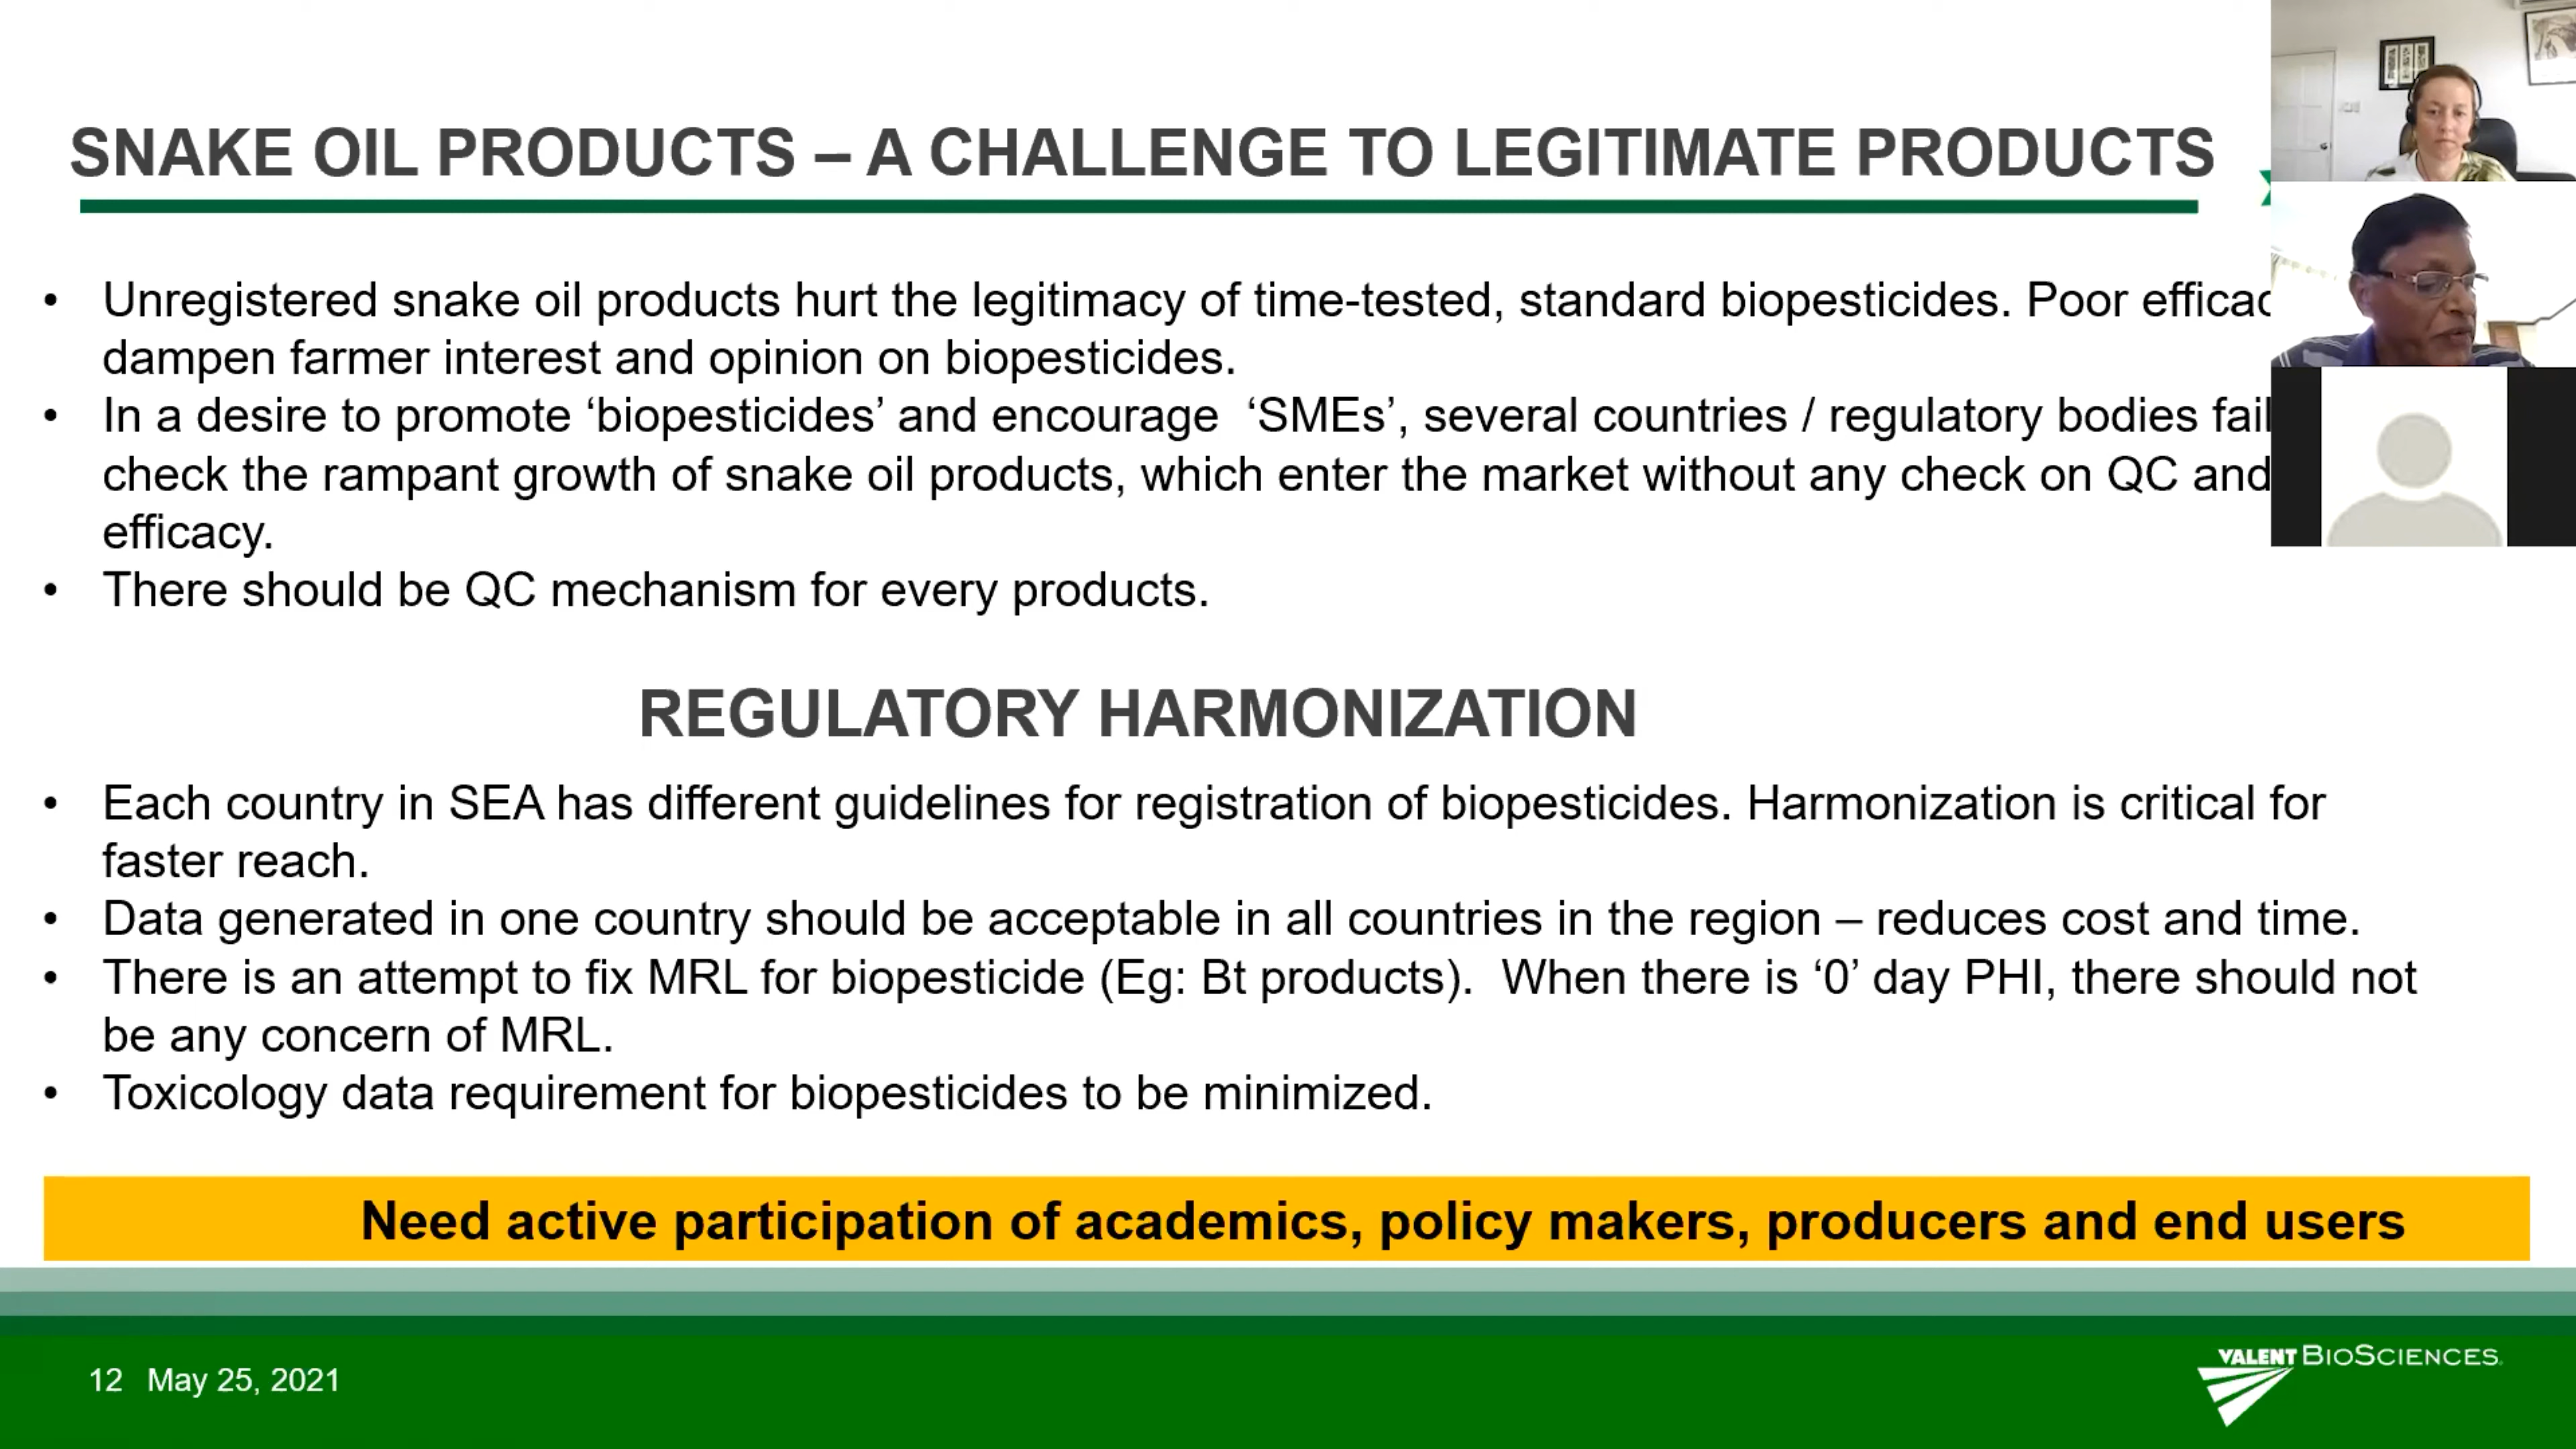 SNAKE OIL PRODUCTS – A CHALLENGE TO LEGITIMATE PRODUCTS
• Unregistered snake oil products hurt the legitimacy of time-tested, standard biopesticides. Poor
dampen farmer interest and opinion on biopesticides.
• In a desire to promote ‘biopesticides’ and encourage  ‘SMEs’, several countries / regulatory bodies fail
check the rampant growth of snake oil products, which enter the market without any check on QC and
efficacy.
• There should be QC mechanism for every products.
REGULATORY HARMONIZATION
• Each country in SEA has different guidelines for registration of biopesticides. Harmonization is critical for
faster reach.
• Data generated in one country should be acceptable in all countries in the region – reduces cost and time.
• There is an attempt to fix MRL for biopesticide (Eg: Bt products).  When there is ‘0’ day PHI, there should not
be any concern of MRL.
• Toxicology data requirement for biopesticides to be minimized.
Need active participation of academics, policy makers, producers and end users
12 May 25, 2021
VALENT BIOSCIENCES.